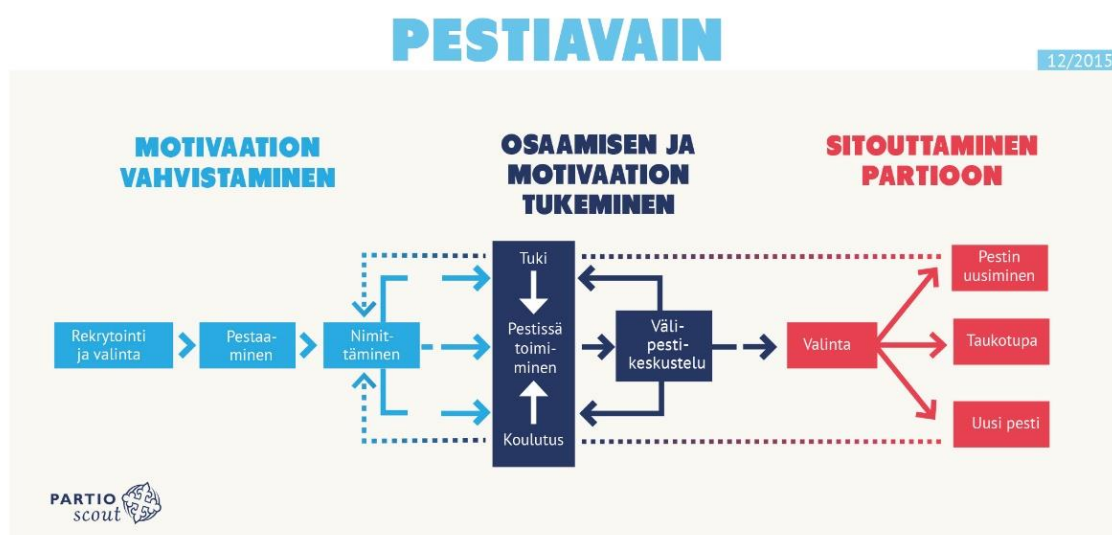 PESTIAVAIN
12/2015
MOTIVAATION
VAHVISTAMINEN
OSAAMISEN JA
MOTIVAATION
TUKEMINEN
SITOUTTAMINEN
PARTIOON
Rekrytointi
ja valinta
Pestaa-
minen
Nimit-
täminen
Tuki
Pestissä
toimi-
minen
Koulutus
Väli-
pesti-
keskustelu
Valinta
Pestin
uusiminen
Taukotupa
Uusi pesti
PARTIO
scout